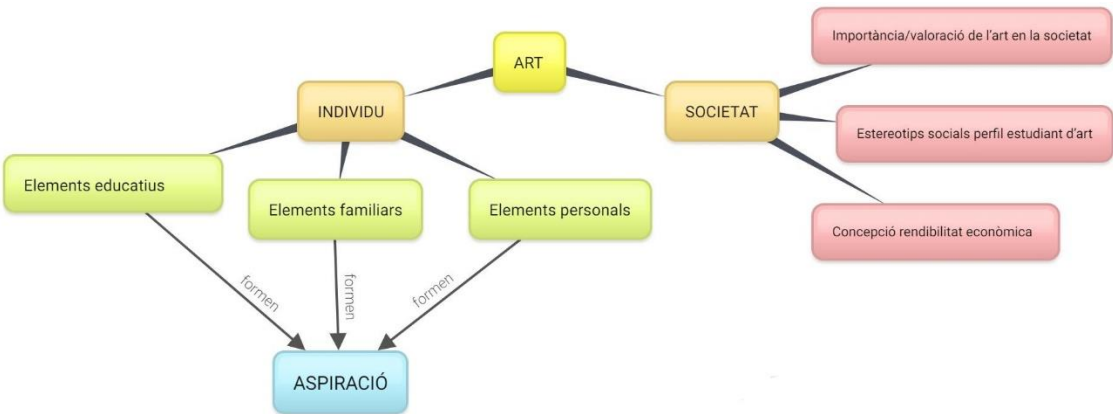 Importància/valoració de l'art en la societat
ART
INDIVIDU
SOCIETAT
Estereotips socials perfil estudiant d'art
Elements educatius
Elements familiars
Elements personals
Concepció rendibilitat econòmica
formen
formen
formen
ASPIRACIÓ